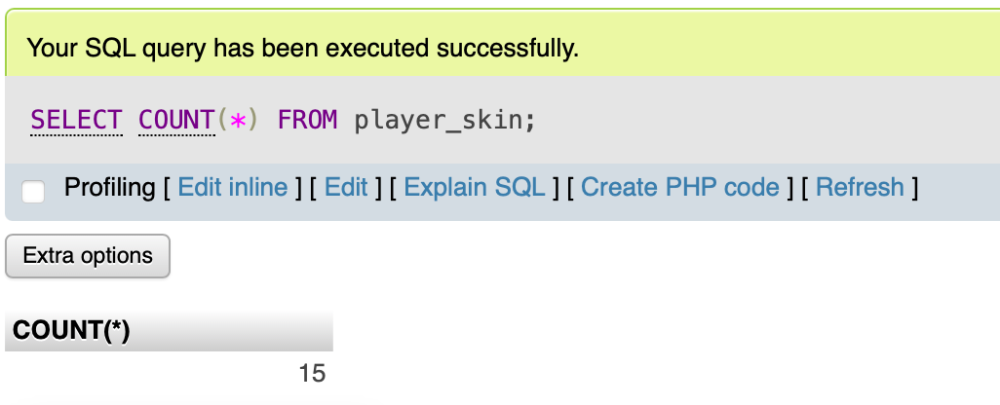 Your SQL query has been executed successfully.
SELECT COUNT(*) FROM player_skin;
Profiling [ Edit inline ] [ Edit ] [ Explain SQL ] [ Create PHP code ] [ Refresh ]
Extra options
COUNT(*)
15